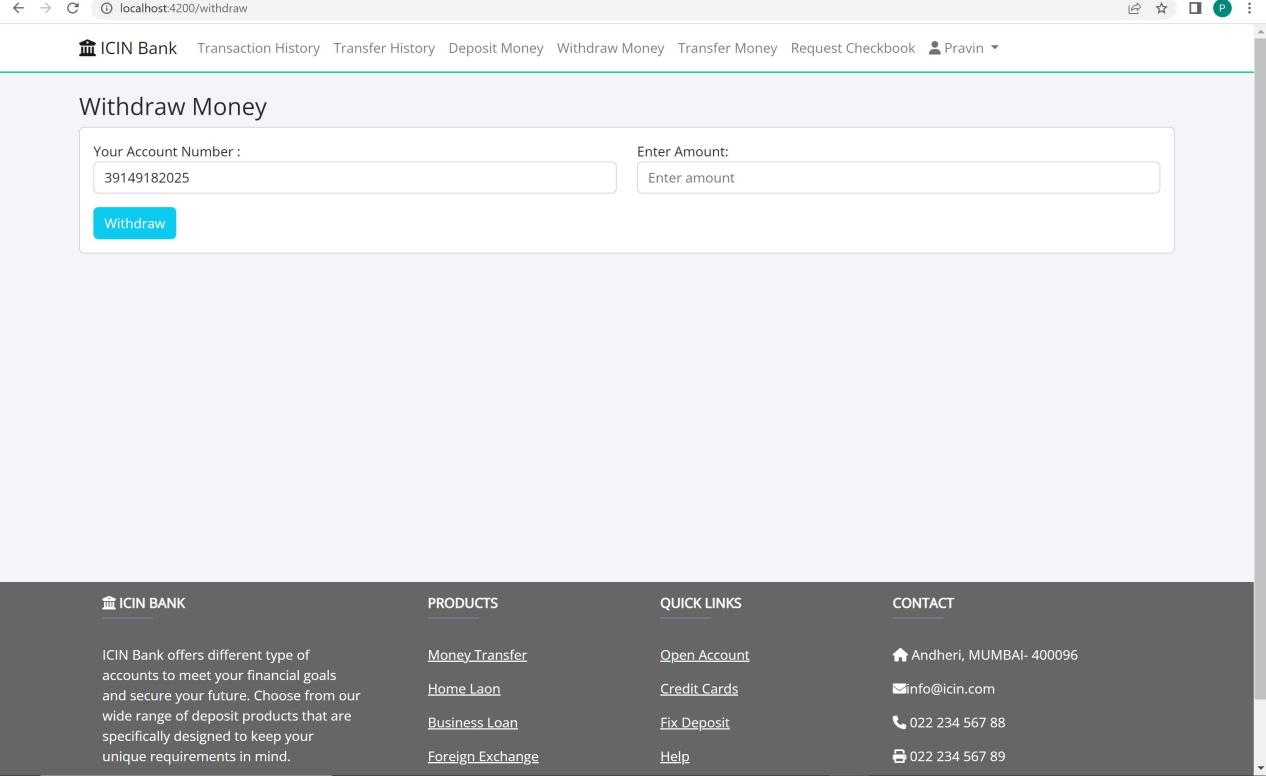 localhost:4200/withdraw
P
ICIN Bank Transaction History Transfer History Deposit Money Withdraw Money Transfer Money Request Checkbook Pravin
Withdraw Money
Your Account Number :
39149182025
Enter Amount:
Enter amount
Withdraw
ICIN BANK
ICIN Bank offers different type of
accounts to meet your financial goals
and secure your future. Choose from our
wide range of deposit products that are
specifically designed to keep your
unique requirements in mind.
PRODUCTS
Money Transfer
Home Laon
Business Loan
Foreign Exchange
QUICK LINKS
Open Account
Credit Cards
Fix Deposit
Help
CONTACT
Andheri, MUMBAI- 400096
info@icin.com
022 234 567 88
022 234 567 89